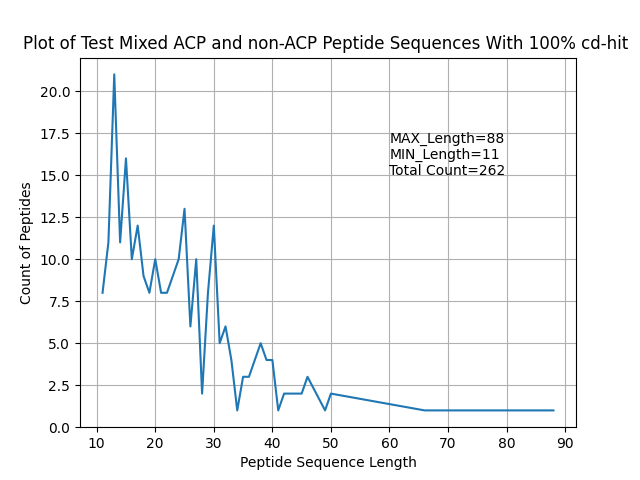 Plot of Test Mixed ACP and non-ACP Peptide Sequences With 100% cd-hit
20.0
17.5
15.0
12.5
10.0
7.5
5.0
2.5
0.0
Count of Peptides
MAX_Length=88
MIN_Length=11
Total Count=262
10 20 30 40 50 60 70 80 90
Peptide Sequence Length